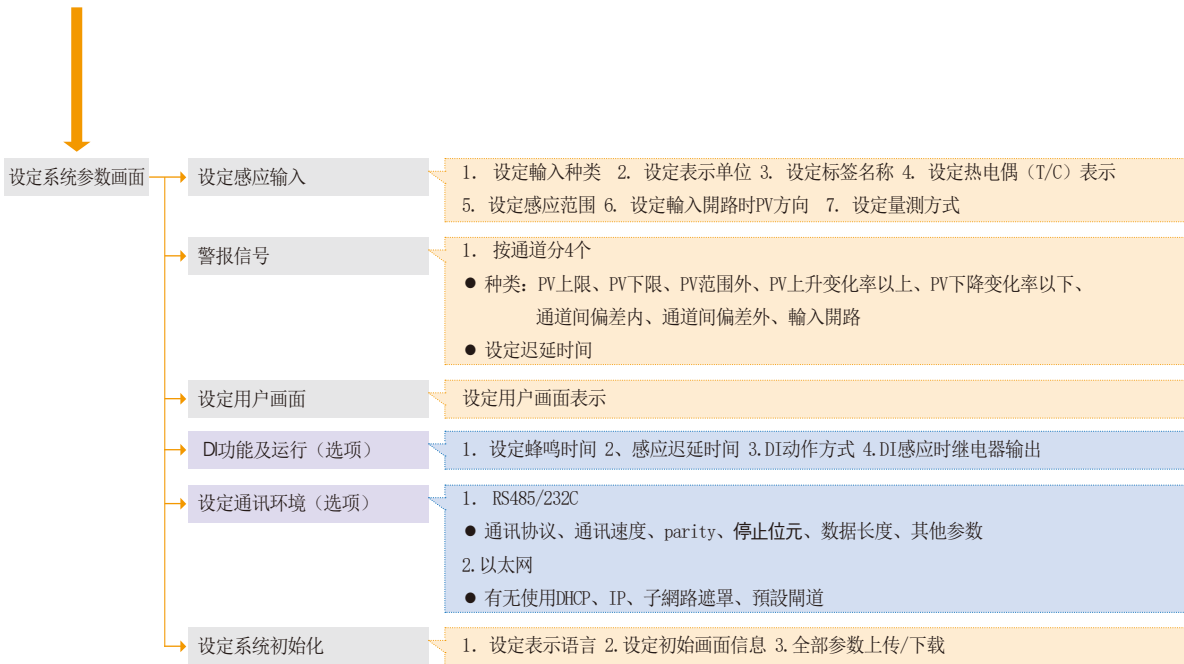 设定系统参数画面
设定感应输入
1. 设定輸入种类 2. 设定表示单位 3. 设定标签名称 4. 设定热电偶（T/C）表示
5. 设定感应范围 6. 设定輸入開路时PV方向 7. 设定量測方式
警报信号
1. 按通道分4个
● 种类：PV上限、PV下限、PV范围外、PV上升变化率以上、PV下降变化率以下、
通道间偏差内、通道间偏差外、輸入開路
● 设定迟延时间
设定用户画面
设定用户画面表示
DI功能及运行（选项）
1. 设定蜂鸣时间 2、感应迟延时间 3.DI动作方式 4.DI感应时继电器输出
设定通讯环境（选项）
1. RS485/232C
● 通讯协议、通讯速度、parity、停止位元、数据长度、其他参数
2.以太网
● 有无使用DHCP、IP、子網路遮罩、預設閘道
设定系统初始化
1. 设定表示语言 2.设定初始画面信息 3.全部参数上传/下载